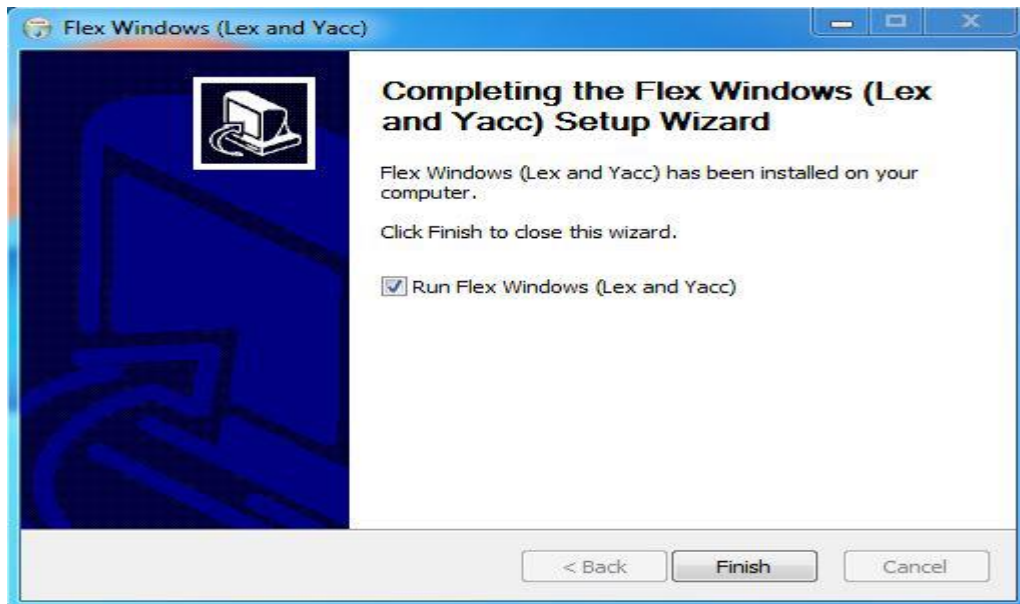 Flex Windows (Lex and Yacc)
Completing the Flex Windows (Lex
and Yacc) Setup Wizard
Flex Windows (Lex and Yacc) has been installed on your
computer.
Click Finish to close this wizard.
Run Flex Windows (Lex and Yacc)
< Back Finish Cancel